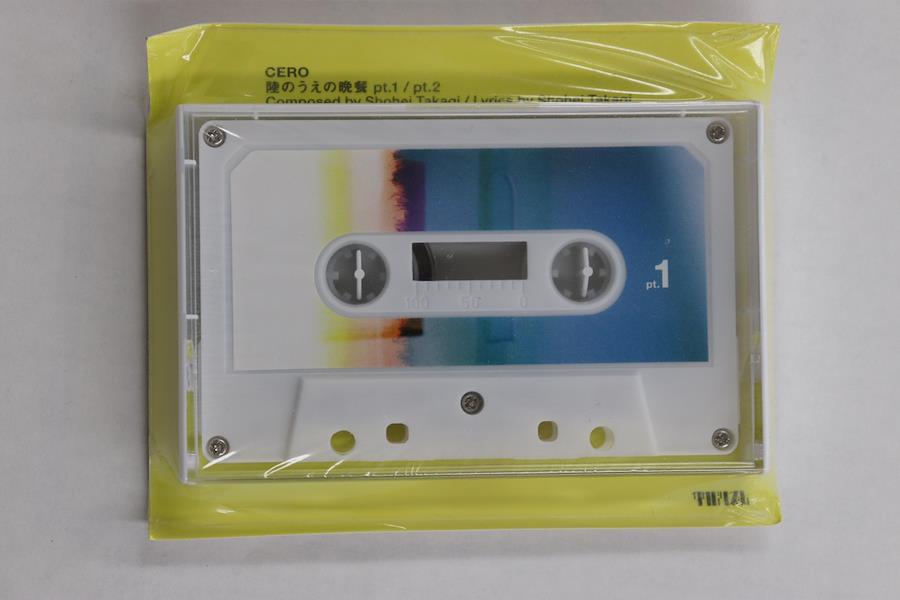 CERO
陸のうえの晩餐 pt.1 / pt.2
Composed by Shohei Takagi / Lyrics by Shohei Takagi
pt.1
100 50 0